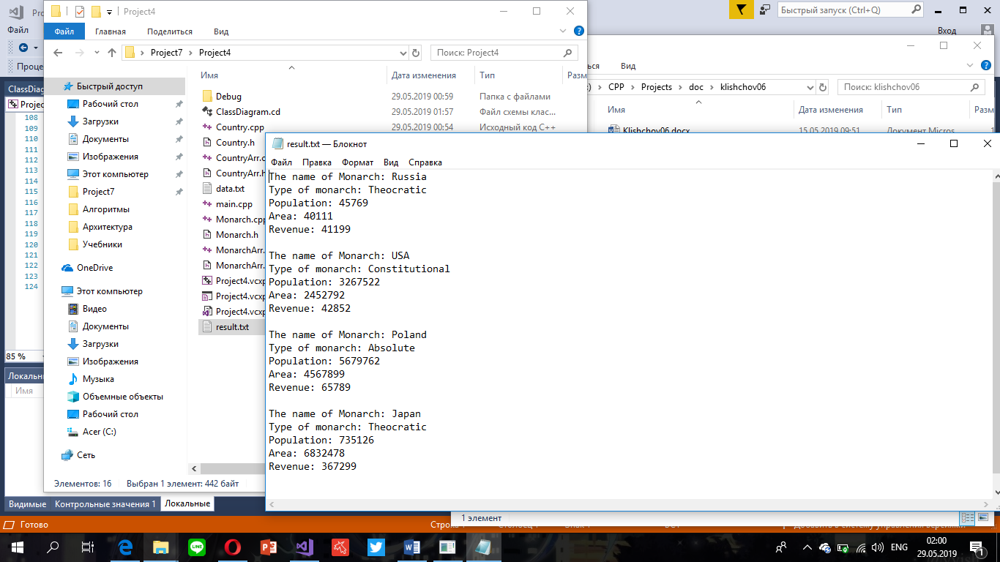 Project4
Файл
Главная
Поделиться
Вид
Project7
Project4
Поиск: Project4
Имя
Дата изменения
Тип
Разм
Быстрый доступ
Рабочий стол
Загрузки
Документы
Изображения
Этот компьютер
Project7
Алгоритмы
Архитектура
Учебники
OneDrive
Этот компьютер
Видео
Документы
Загрузки
Изображения
Музыка
Объемные объекты
Рабочий стол
Acer (C:)
Сеть
Debug 29.05.2019 00:59 Папка с файлами
ClassDiagram.cd 29.05.2019 01:57 Файл схемы клас...
Country.cpp 29.05.2019 00:54 Исходный код C++
Country.h
CountryArr.c
CountryArr.h
data.txt
main.cpp
Monarch.cpp
Monarch.h
MonarchArr.
MonarchArr.
Project4.vcxp
Project4.vcxp
Project4.vcxp
result.txt
Элементов: 16 Выбран 1 элемент: 442 байт
Файл
Проце
ClassDiag
Projec
108
109
110
111
112
113
114
115
116
117
118
119
120
121
122
123
124
85 %
Локальн
Имя
Видимые Контрольные значения 1 Локальные
Готово
Быстрый запуск (Ctrl+Q)
Вход
ься
Вид
CPP
Projects
doc
klishchov06
Поиск: klishchov06
Имя
Дата изменения
Тип
Разм
Klishchov06.docx 15.05.2019 09:51 Документ Micros
result.txt — Блокнот
Файл Правка Формат Вид Справка
The name of Monarch: Russia
Type of monarch: Theocratic
Population: 45769
Area: 40111
Revenue: 41199
The name of Monarch: USA
Type of monarch: Constitutional
Population: 3267522
Area: 2452792
Revenue: 42852
The name of Monarch: Poland
Type of monarch: Absolute
Population: 5679762
Area: 4567899
Revenue: 65789
The name of Monarch: Japan
Type of monarch: Theocratic
Population: 735126
Area: 6832478
Revenue: 367299
1 элемент
ENG
02:00
29.05.2019
1